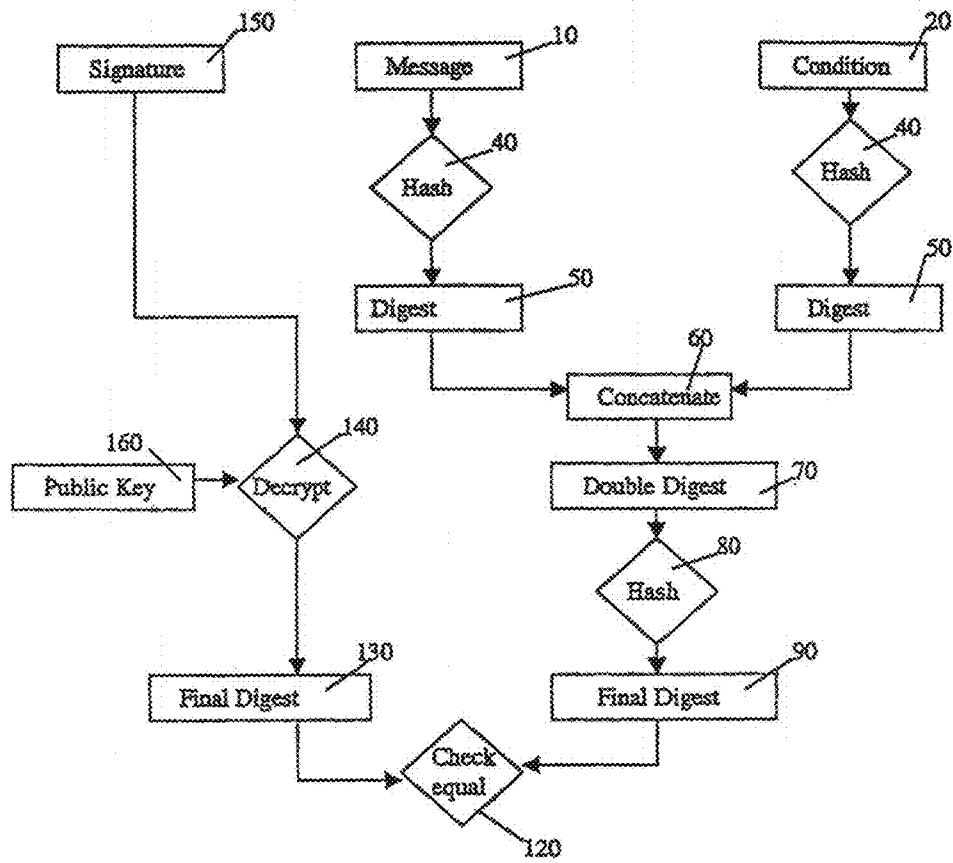 150
10
20
Signature
Message
Condition
40
40
Hash
Hash
50
50
Digest
Digest
60
Concatenate
140
160
Public Key
Decrypt
Double Digest
70
80
Hash
130
90
Final Digest
Final Digest
Check
equal
120